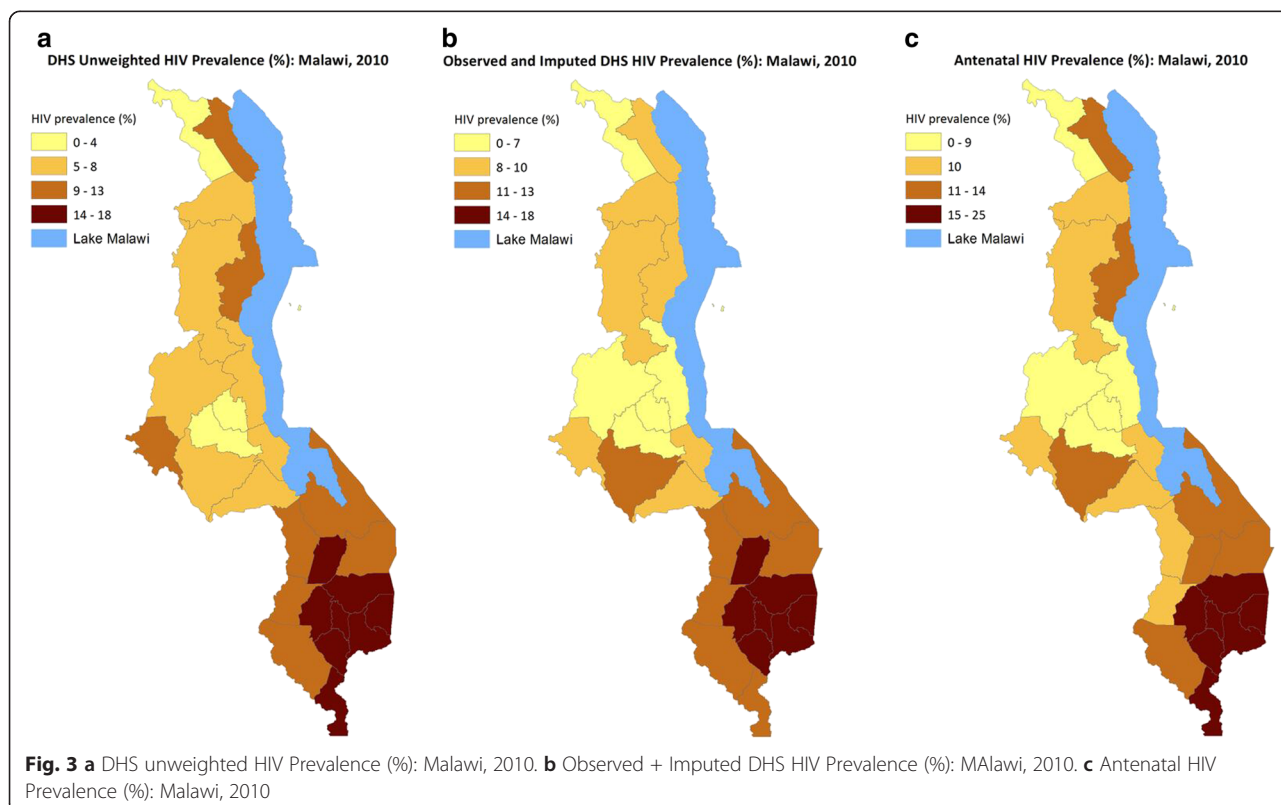 a
DHS Unweighted HIV Prevalence (%): Malawi, 2010
HIV prevalence (%)
0 - 4
5 - 8
9 - 13
14 - 18
Lake Malawi
b
Observed and Imputed DHS HIV Prevalence (%): Malawi, 2010
HIV prevalence (%)
0 - 7
8 - 10
11 - 13
14 - 18
Lake Malawi
c
Antenatal HIV Prevalence (%): Malawi, 2010
HIV prevalence (%)
0 - 9
10
11 - 14
15 - 25
Lake Malawi
Fig. 3 a DHS unweighted HIV Prevalence (%): Malawi, 2010. b Observed + Imputed DHS HIV Prevalence (%): MAlawi, 2010. c Antenatal HIV
Prevalence (%): Malawi, 2010